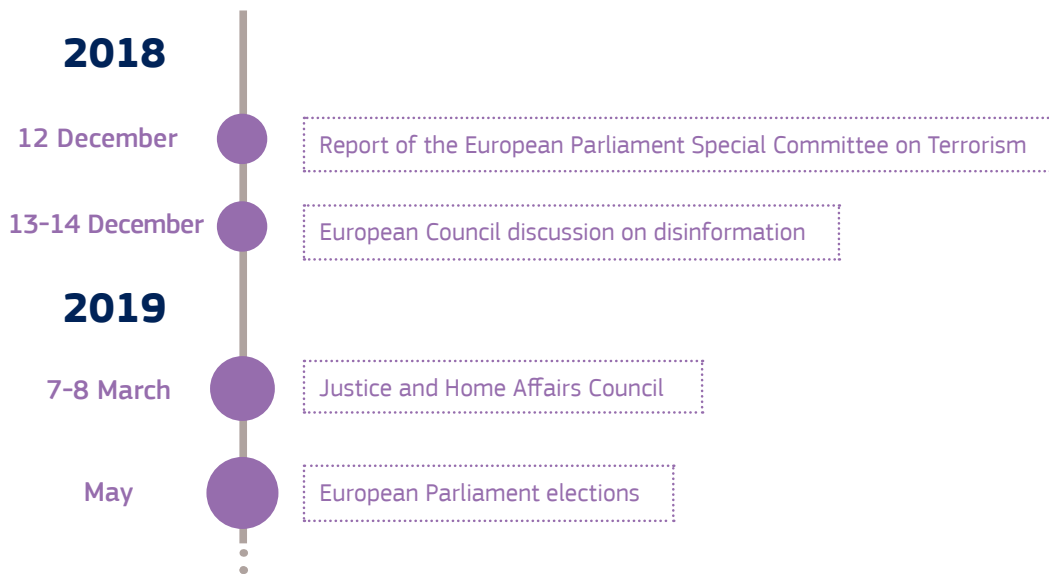 2018
12 December
Report of the European Parliament Special Committee on Terrorism
13-14 December
European Council discussion on disinformation
2019
7-8 March
Justice and Home Affairs Council
May
European Parliament elections